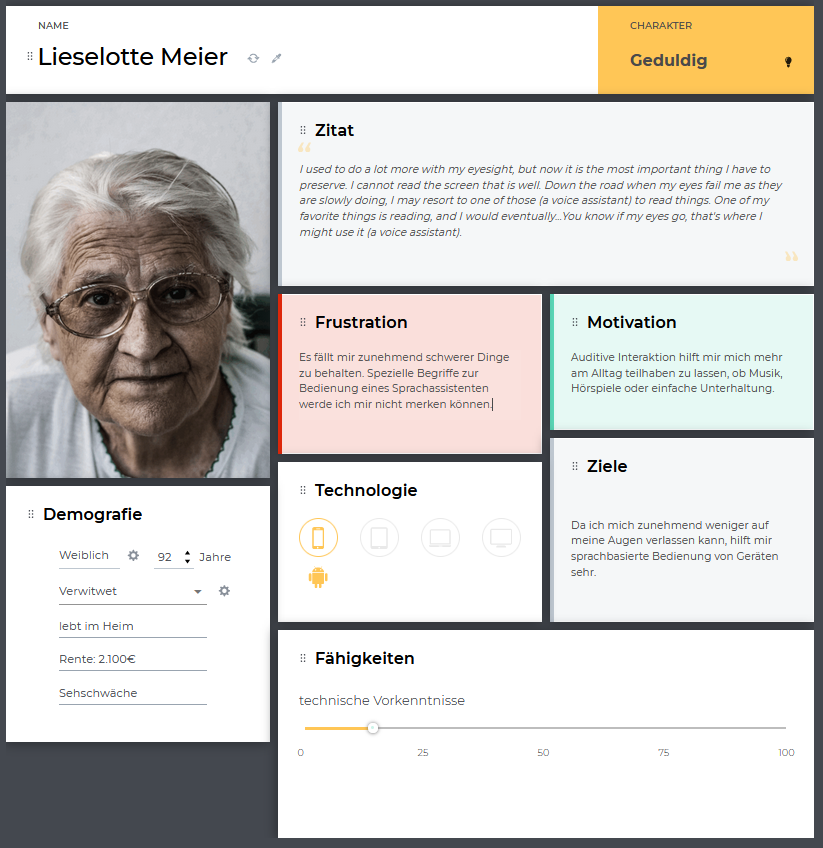 NAME
Lieselotte Meier
CHARAKTER
Geduldig
Zitat
“
I used to do a lot more with my eyesight, but now it is the most important thing I have to
preserve. I cannot read the screen that is well. Down the road when my eyes fail me as they
are slowly doing, I may resort to one of those (a voice assistant) to read things. One of my
favorite things is reading, and I would eventually...You know if my eyes go, that's where I
might use it (a voice assistant).
”
Frustration
Es fällt mir zunehmend schwerer Dinge
zu behalten. Spezielle Begriffe zur
Bedienung eines Sprachassistenten
werde ich mir nicht merken können.
Motivation
Auditive Interaktion hilft mir mich mehr
am Alltag teilhaben zu lassen, ob Musik,
Hörspiele oder einfache Unterhaltung.
Technologie
Ziele
Da ich mich zunehmend weniger auf
meine Augen verlassen kann, hilft mir
sprachbasierte Bedienung von Geräten
sehr.
Demografie
Weiblich 92 Jahre
Verwitwet
lebt im Heim
Rente: 2.100€
Sehschwäche
Fähigkeiten
technische Vorkenntnisse
0 25 50 75 100